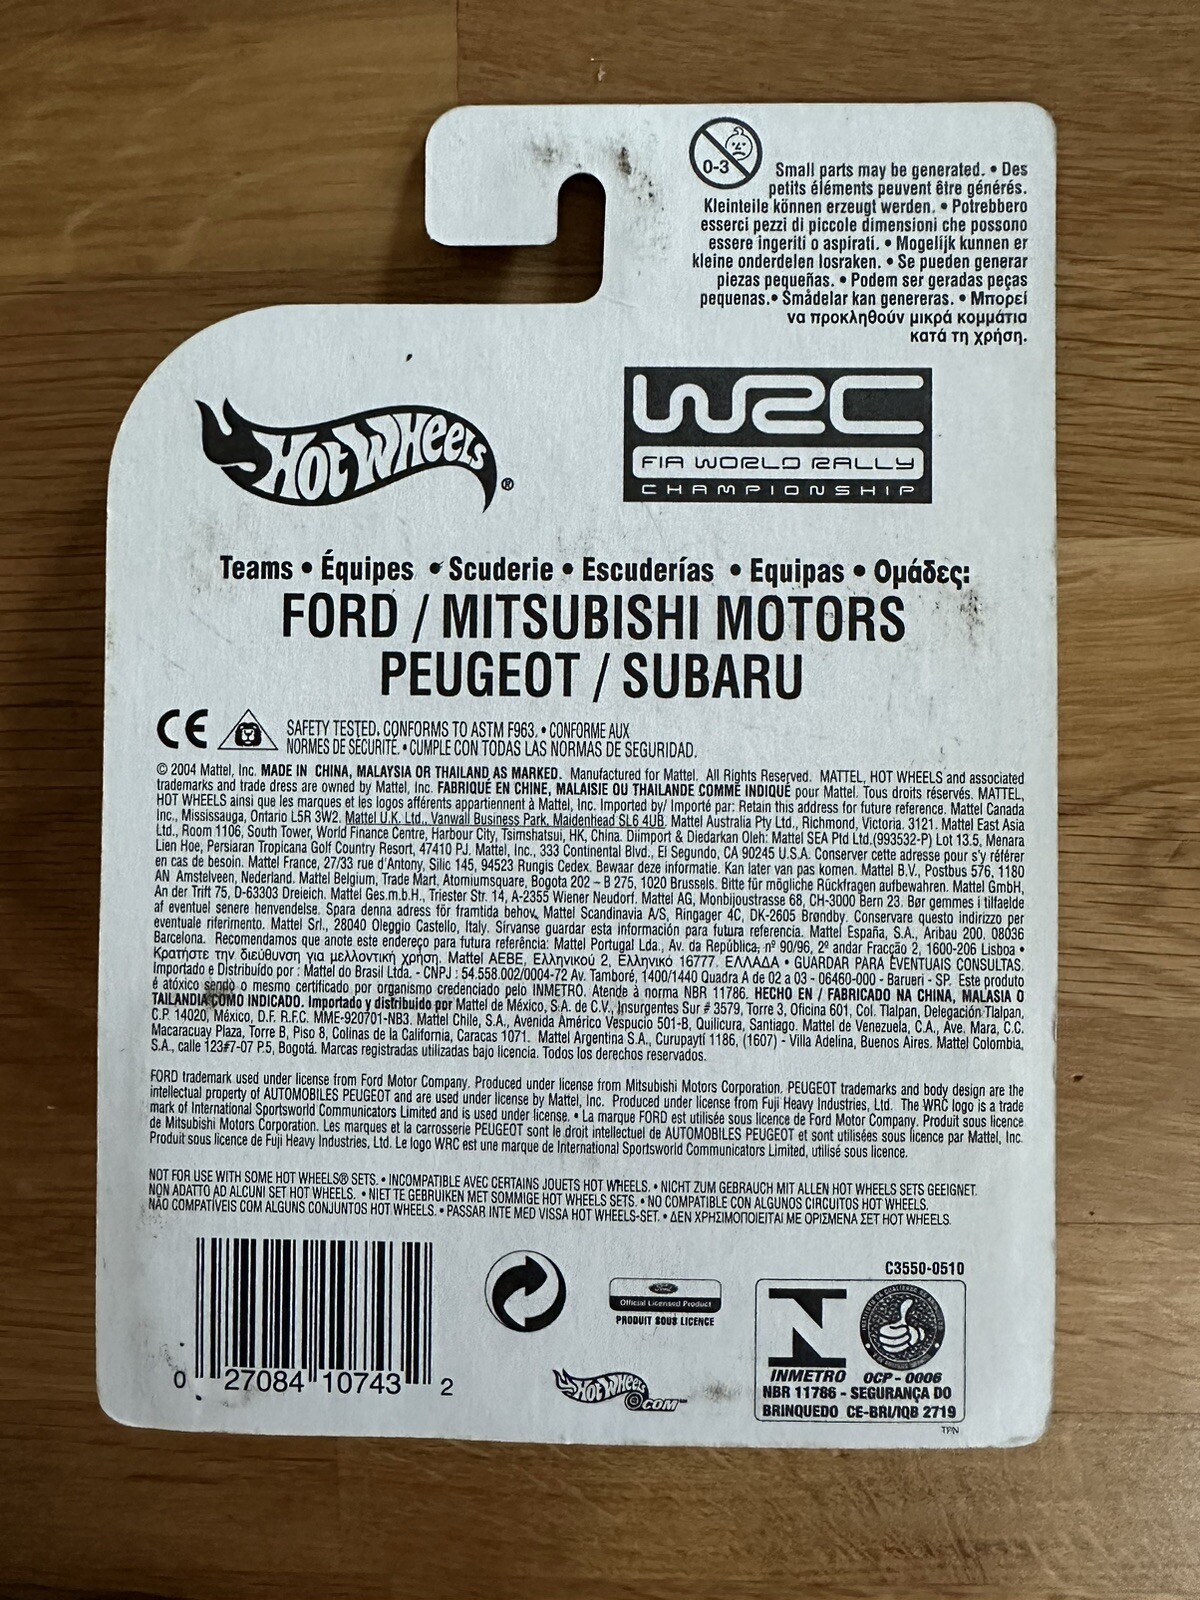 0-3
Small parts may be generated. • Des
petits éléments peuvent être générés.
Kleinteile können erzeugt werden. • Potrebbero
esserci pezzi di piccole dimensioni che possono
essere ingeriti o aspirati. • Mogelijk kunnen er
kleine onderdelen losraken. • Se pueden generar
piezas pequeñas. • Podem ser geradas peças
pequenas. • Smådelar kan genereras. • Μπορεί
να προκληθούν μικρά κομμάτια
κατά τη χρήση.
Hot Wheels®
WRC
FIA WORLD RALLY
CHAMPIONSHIP
Teams • Équipes • Scuderie • Escuderías • Equipas • Ομάδες:
FORD / MITSUBISHI MOTORS
PEUGEOT / SUBARU
CE
SAFETY TESTED, CONFORMS TO ASTM F963. • CONFORME AUX
NORMES DE SÉCURITÉ. • CUMPLE CON TODAS LAS NORMAS DE SEGURIDAD.
© 2004 Mattel, Inc. MADE IN CHINA, MALAYSIA OR THAILAND AS MARKED. Manufactured for Mattel. All Rights Reserved. MATTEL, HOT WHEELS and associated
trademarks and trade dress are owned by Mattel, Inc. FABRIQUÉ EN CHINE, MALAISIE OU THAILANDE COMME INDIQUÉ pour Mattel. Tous droits réservés. MATTEL,
HOT WHEELS ainsi que les marques et les logos afférents appartiennent à Mattel, Inc. Imported by/ Importé par: Retain this address for future reference. Mattel Canada
Inc., Mississauga, Ontario L5R 3W2. Mattel U.K. Ltd., Vanwall Business Park, Maidenhead SL6 4UB. Mattel Australia Pty Ltd., Richmond, Victoria. 3121. Mattel East Asia
Ltd., Room 1106, South Tower, World Finance Centre, Harbour City, Tsimshatsui, HK, China. Diimport & Diedarkan Oleh: Mattel SEA Ptd Ltd.(993532-P) Lot 13.5, Menara
Lien Hoe, Persiaran Tropicana Golf Country Resort, 47410 PJ. Mattel, Inc., 333 Continental Blvd., El Segundo, CA 90245 U.S.A. Conserver cette adresse pour s'y référer
en cas de besoin. Mattel France, 27/33 rue d'Antony, Silic 145, 94523 Rungis Cedex. Bewaar deze informatie. Kan later van pas komen. Mattel B.V., Postbus 576, 1180
AN Amstelveen, Nederland. Mattel Belgium, Trade Mart, Atomiumsquare, Bogota 202 – B 275, 1020 Brussels. Bitte für mögliche Rückfragen aufbewahren. Mattel GmbH,
An der Trift 75, D-63303 Dreieich. Mattel Ges.m.b.H., Triester Str. 14, A-2355 Wiener Neudorf. Mattel AG, Monbijoustrasse 68, CH-3000 Bern 23. Bør gemmes i tilfælde
af eventuel senere henvendelse. Spara denna adress för framtida behov. Mattel Scandinavia A/S, Ringager 4C, DK-2605 Brøndby. Conservare questo indirizzo per
eventuale riferimento. Mattel Srl., 28040 Oleggio Castello, Italy. Sírvanse guardar esta información para futura referencia. Mattel España, S.A., Aribau 200. 08036
Barcelona. Recomendamos que anote este endereço para futura referência: Mattel Portugal Lda., Av. da República, nº 90/96, 2º andar Fracção 2, 1600-206 Lisboa •
Κρατήστε την διεύθυνση για μελλοντική χρήση. Mattel ΑΕΒΕ, Ελληνικού 2, Ελληνικό 16777. ΕΛΛΑΔΑ • GUARDAR PARA EVENTUAIS CONSULTAS.
Importado e Distribuído por : Mattel do Brasil Ltda. - CNPJ : 54.558.002/0004-72 Av. Tamboré, 1400/1440 Quadra A de 02 a 03 - 06460-000 - Barueri - SP. Este produto
é atóxico sendo o mesmo certificado por organismo credenciado pelo INMETRO. Atende à norma NBR 11786. HECHO EN / FABRICADO NA CHINA, MALASIA O
TAILANDIA COMO INDICADO. Importado y distribuido por Mattel de México, S.A. de C.V., Insurgentes Sur # 3579, Torre 3, Oficina 601, Col. Tlalpan, Delegación Tlalpan,
C.P. 14020, México, D.F. R.F.C. MME-920701-NB3. Mattel Chile, S.A., Avenida Américo Vespucio 501-B, Quilicura, Santiago. Mattel de Venezuela, C.A., Ave. Mara, C.C.
Macaracuay Plaza, Torre B, Piso 8, Colinas de la California, Caracas 1071. Mattel Argentina S.A., Curupaytí 1186, (1607) - Villa Adelina, Buenos Aires. Mattel Colombia,
S.A., calle 123#7-07 P.5, Bogotá. Marcas registradas utilizadas bajo licencia. Todos los derechos reservados.
FORD trademark used under license from Ford Motor Company. Produced under license from Mitsubishi Motors Corporation. PEUGEOT trademarks and body design are the
intellectual property of AUTOMOBILES PEUGEOT and are used under license by Mattel, Inc. Produced under license from Fuji Heavy Industries, Ltd. The WRC logo is a trade
mark of International Sportsworld Communicators Limited and is used under license. • La marque FORD est utilisée sous licence de Ford Motor Company. Produit sous licence
de Mitsubishi Motors Corporation. Les marques et la carrosserie PEUGEOT sont le droit intellectuel de AUTOMOBILES PEUGEOT et sont utilisées sous licence par Mattel, Inc.
Produit sous licence de Fuji Heavy Industries, Ltd. Le logo WRC est une marque de International Sportsworld Communicators Limited, utilisé sous licence.
NOT FOR USE WITH SOME HOT WHEELS® SETS. • INCOMPATIBLE AVEC CERTAINS JOUETS HOT WHEELS. • NICHT ZUM GEBRAUCH MIT ALLEN HOT WHEELS SETS GEEIGNET.
NON ADATTO AD ALCUNI SET HOT WHEELS. • NIET TE GEBRUIKEN MET SOMMIGE HOT WHEELS SETS. • NO COMPATIBLE CON ALGUNOS CIRCUITOS HOT WHEELS.
NÃO COMPATÍVEIS COM ALGUNS CONJUNTOS HOT WHEELS. • PASSAR INTE MED VISSA HOT WHEELS-SET. • ΔΕΝ ΧΡΗΣΙΜΟΠΟΙΕΙΤΑΙ ΜΕ ΟΡΙΣΜΕΝΑ ΣΕΤ HOT WHEELS.
C3550-0510
0 27084 10743 2
Ford
Official Licensed Product
PRODUIT SOUS LICENCE
Hot Wheels.COM™
INMETRO OCP - 0006
NBR 11786 - SEGURANÇA DO
BRINQUEDO CE-BRI/IQB 2719
TPN